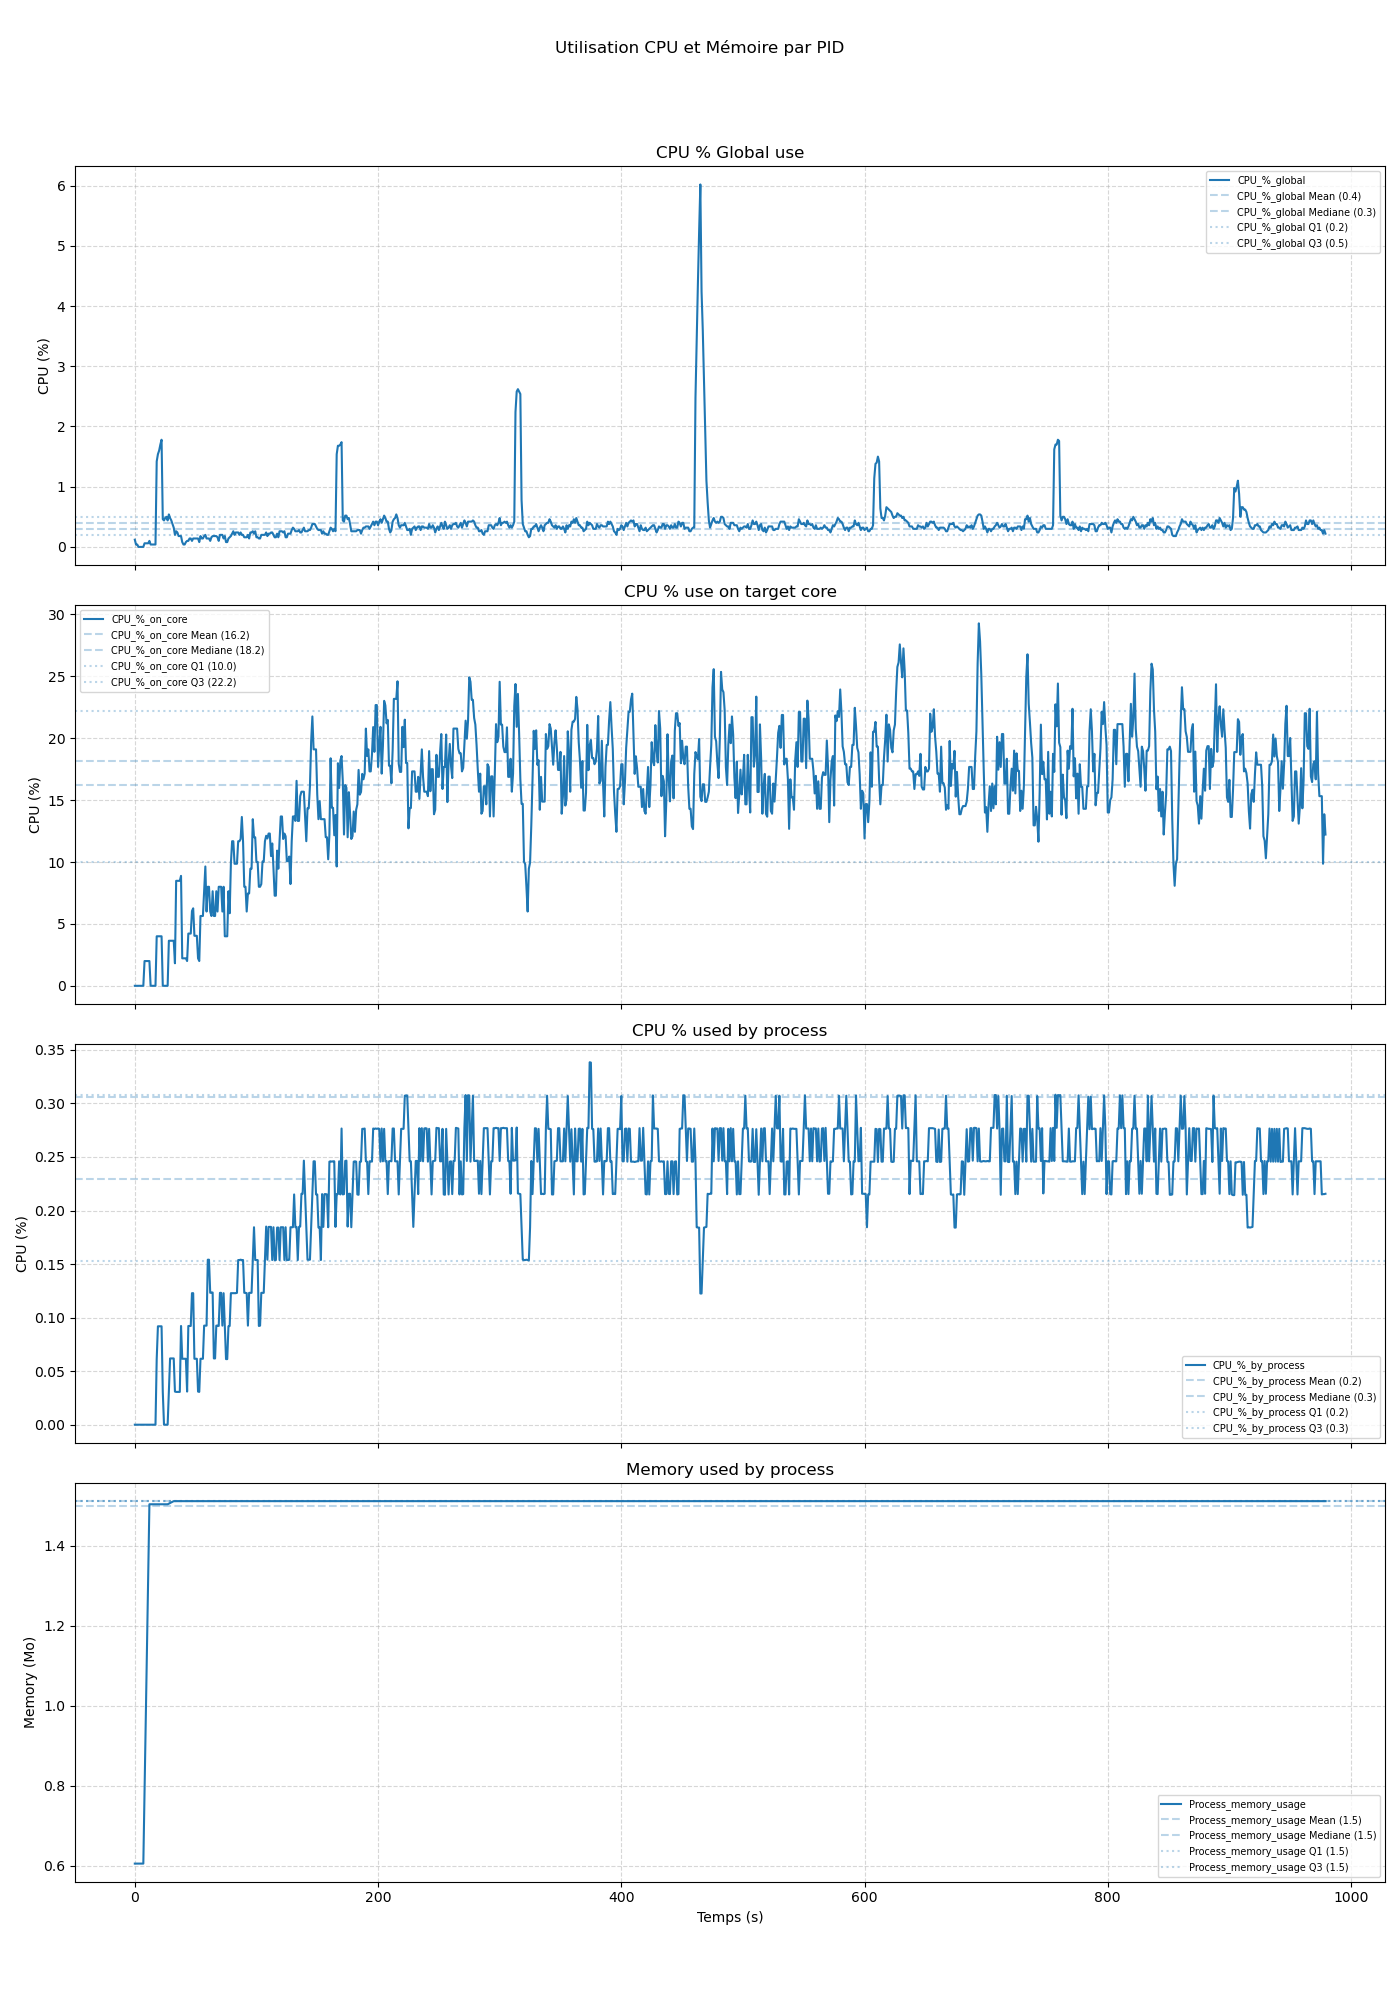 Utilisation CPU et Mémoire par PID
CPU % Global use
6
5
4
3
2
1
0
CPU (%)
CPU_%_global
CPU_%_global Mean (0.4)
CPU_%_global Mediane (0.3)
CPU_%_global Q1 (0.2)
CPU_%_global Q3 (0.5)
CPU % use on target core
30
25
20
15
10
5
0
CPU (%)
CPU_%_on_core
CPU_%_on_core Mean (16.2)
CPU_%_on_core Mediane (18.2)
CPU_%_on_core Q1 (10.0)
CPU_%_on_core Q3 (22.2)
CPU % used by process
0.35
0.30
0.25
0.20
0.15
0.10
0.05
0.00
CPU (%)
CPU_%_by_process
CPU_%_by_process Mean (0.2)
CPU_%_by_process Mediane (0.3)
CPU_%_by_process Q1 (0.2)
CPU_%_by_process Q3 (0.3)
Memory used by process
1.4
1.2
1.0
0.8
0.6
Memory (Mo)
Process_memory_usage
Process_memory_usage Mean (1.5)
Process_memory_usage Mediane (1.5)
Process_memory_usage Q1 (1.5)
Process_memory_usage Q3 (1.5)
0 200 400 600 800 1000
Temps (s)